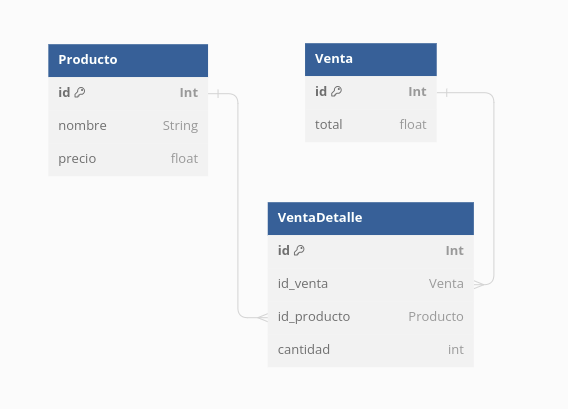 Producto
id Int
nombre String
precio float
Venta
id Int
total float
VentaDetalle
id Int
id_venta Venta
id_producto Producto
cantidad int